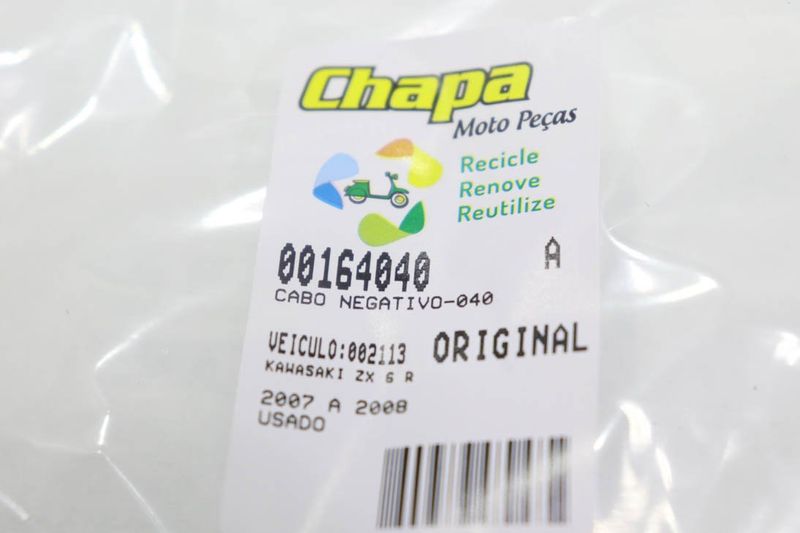 Chapa
Moto Peças
Recicle
Renove
Reutilize
00164040
A
CABO NEGATIVO-040
VEICULO:002113 ORIGINAL
KAWASAKI ZX 6 R
2007 A 2008
USADO